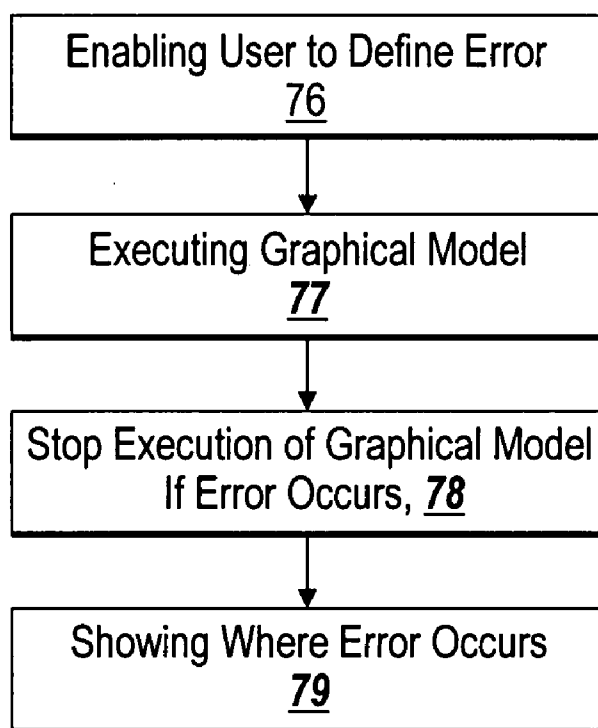 Enabling User to Define Error
76
Executing Graphical Model
77
Stop Execution of Graphical Model
If Error Occurs, 78
Showing Where Error Occurs
79